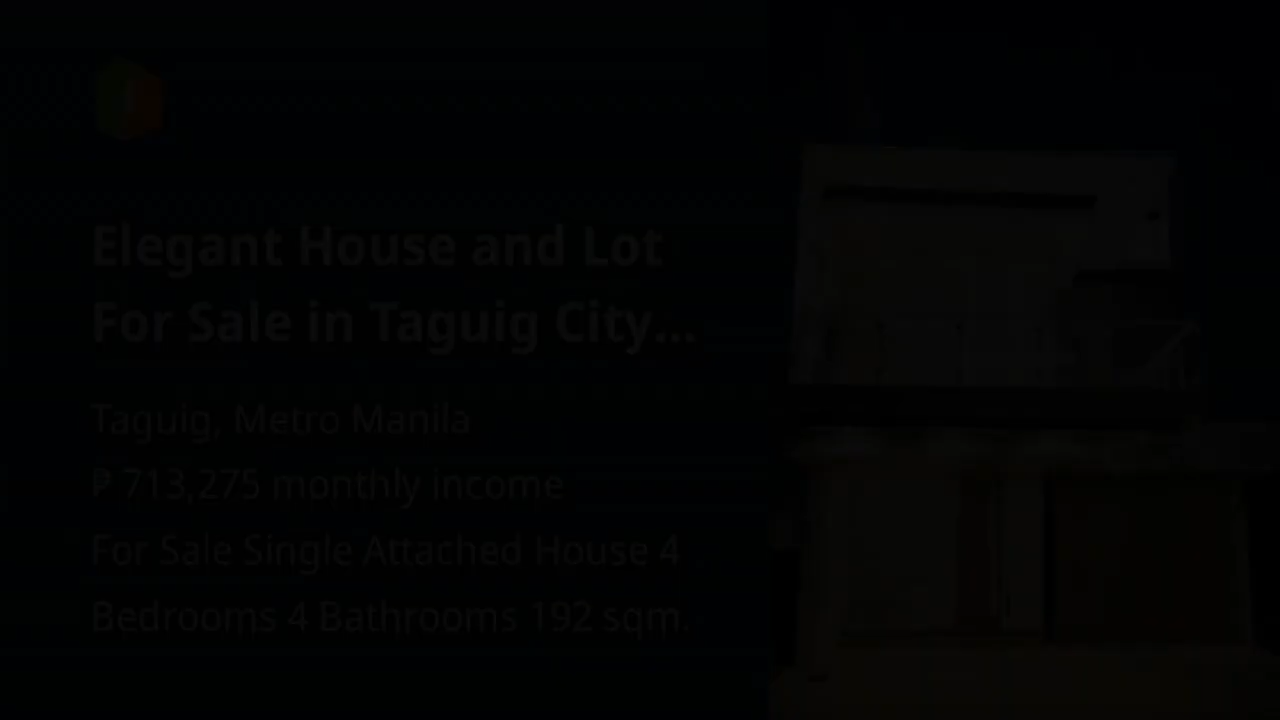 Elegant House and Lot
For Sale in Taguig City...
Taguig, Metro Manila
₱ 713,275 monthly income
For Sale Single Attached House 4
Bedrooms 4 Bathrooms 192 sqm.